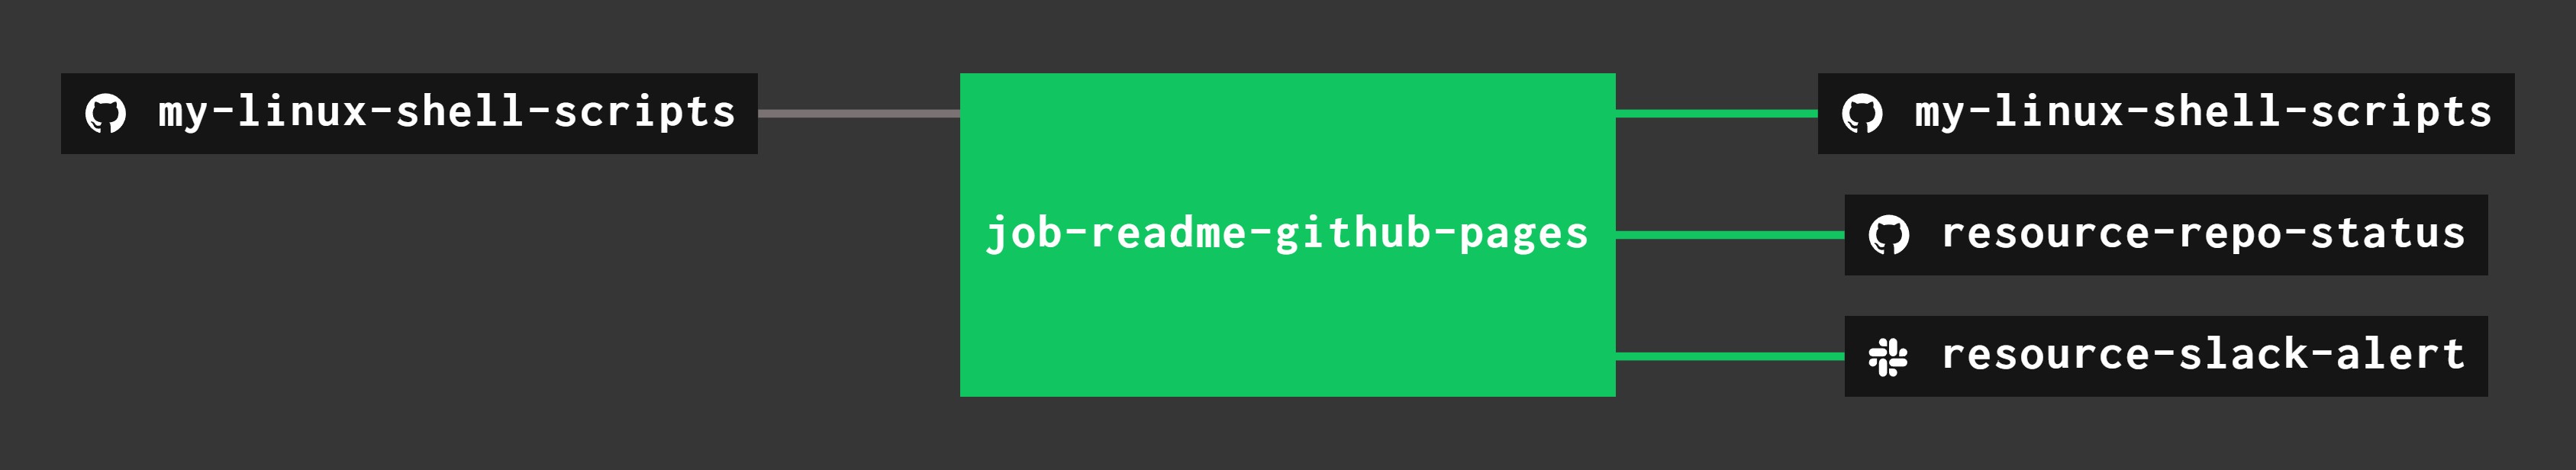 my-linux-shell-scripts
job-readme-github-pages
my-linux-shell-scripts
resource-repo-status
resource-slack-alert